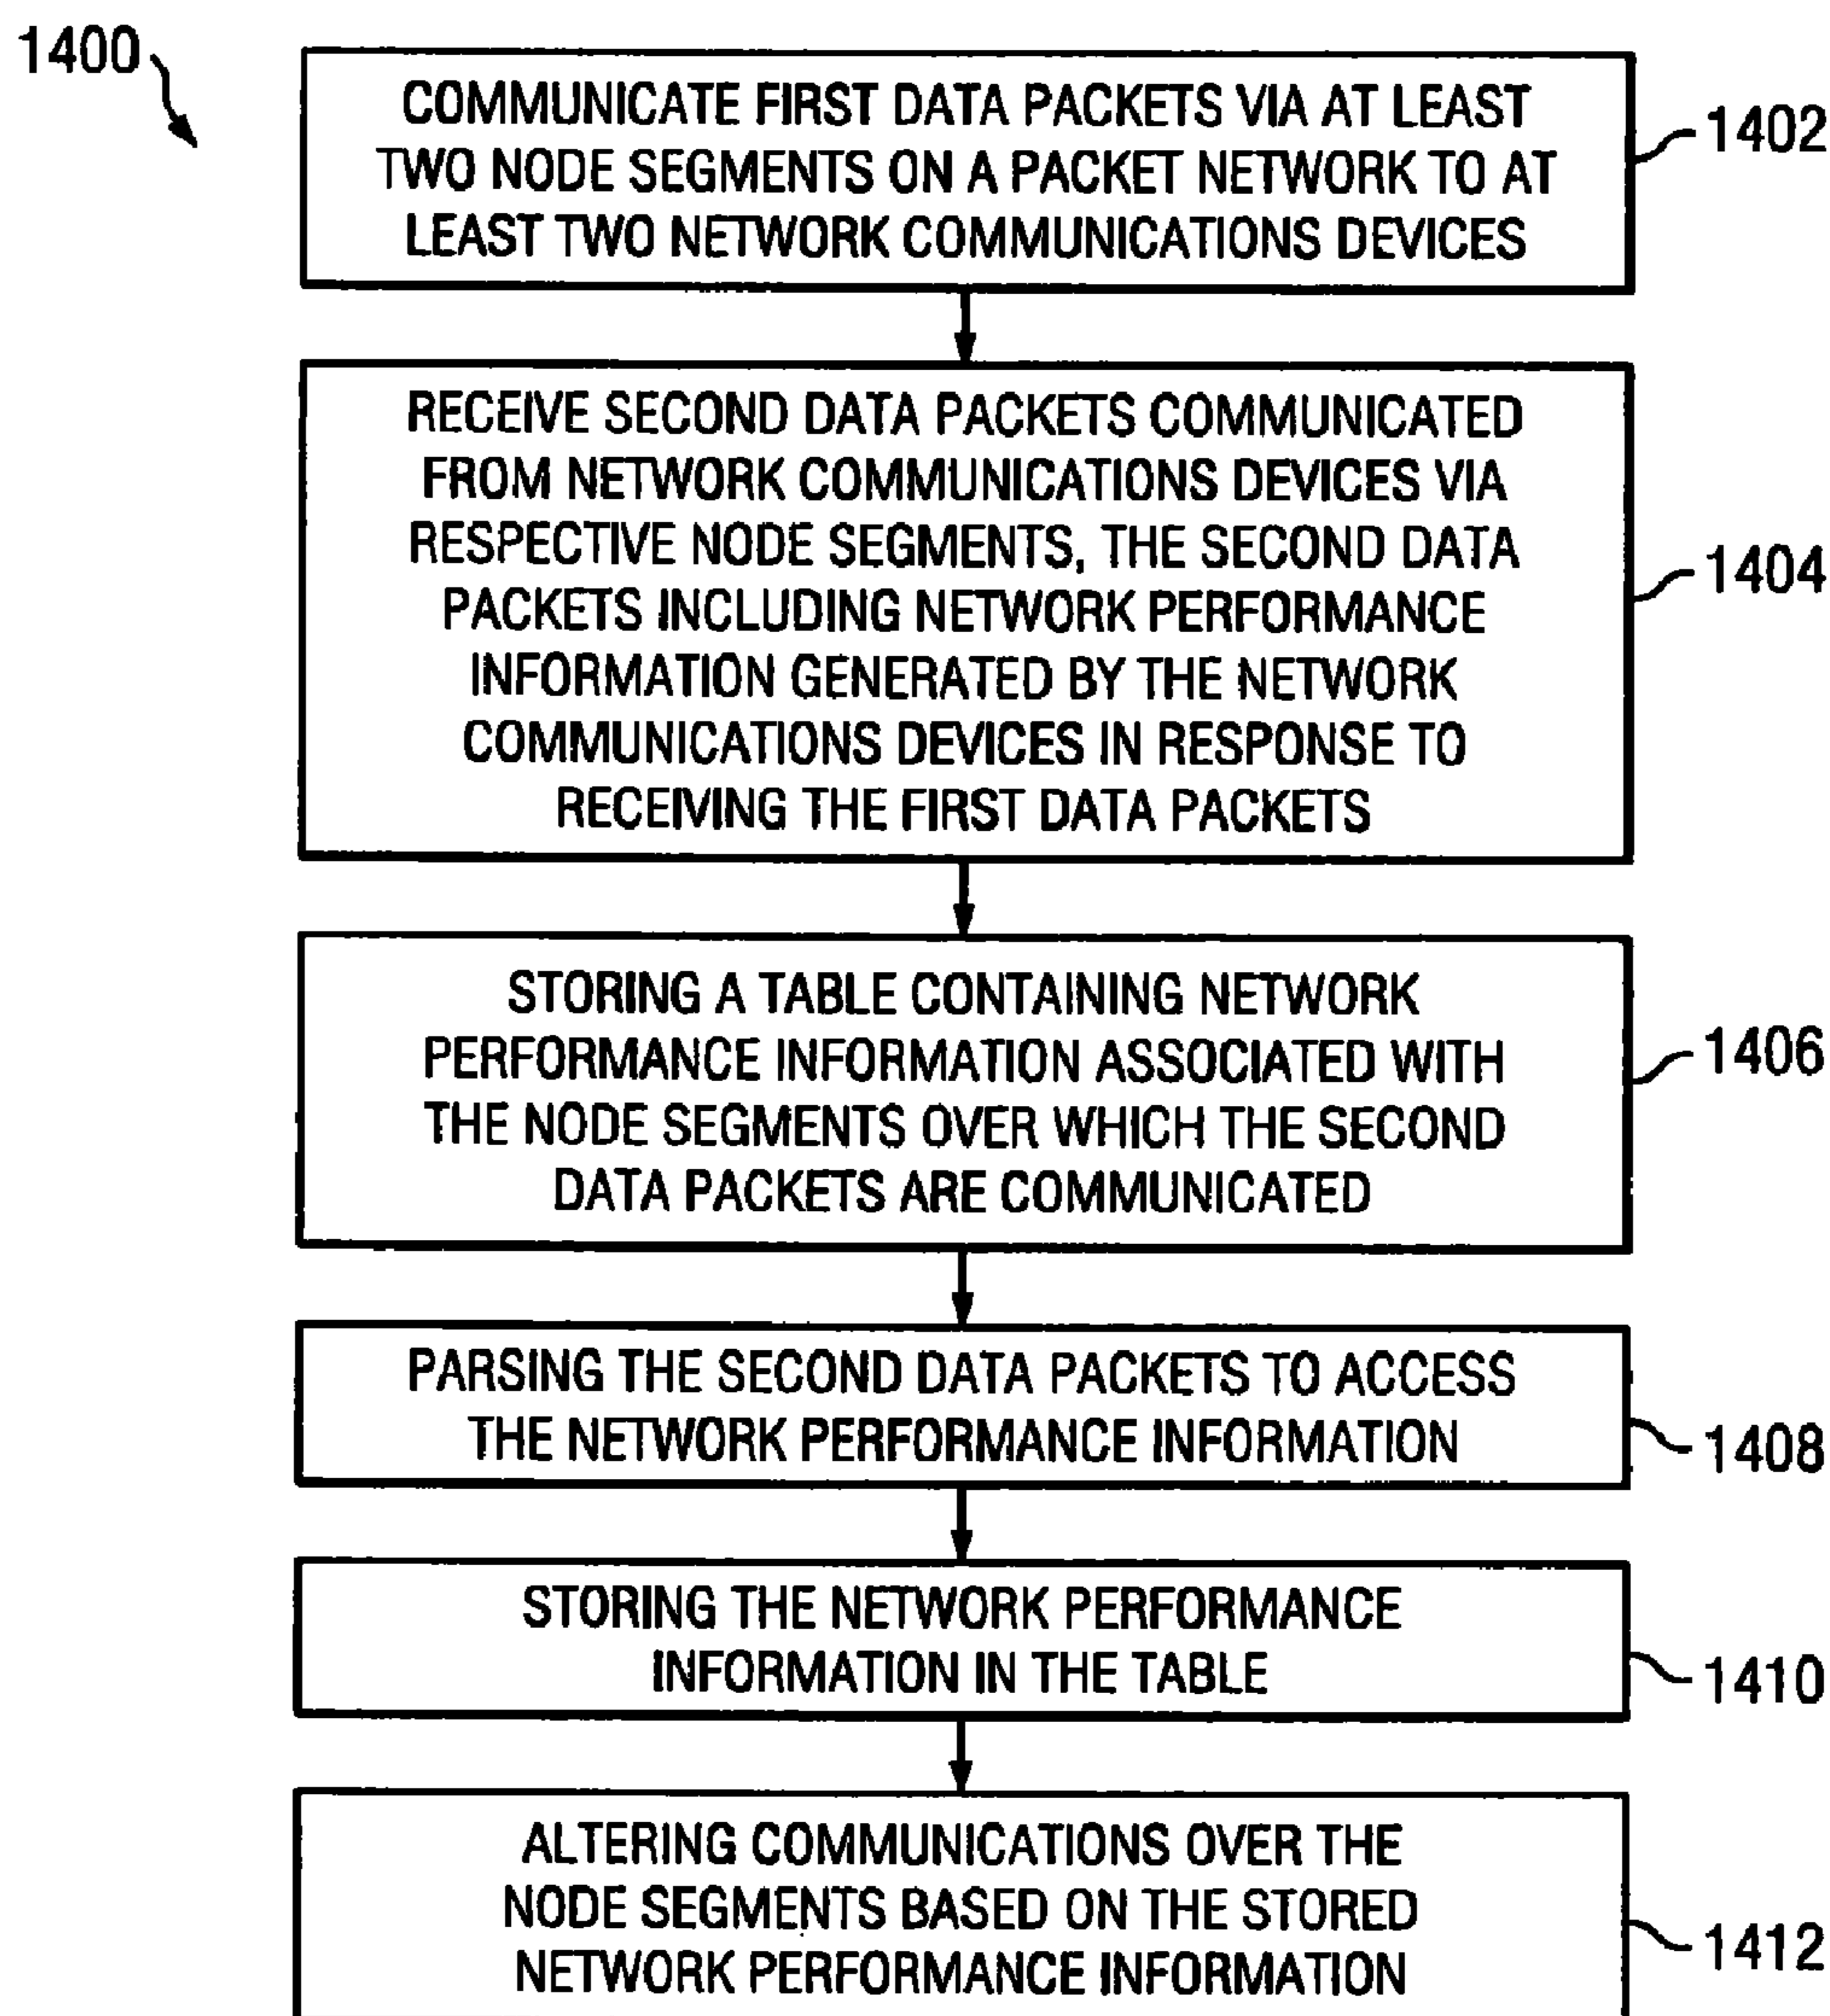 1400
COMMUNICATE FIRST DATA PACKETS VIA AT LEAST
TWO NODE SEGMENTS ON A PACKET NETWORK TO AT
LEAST TWO NETWORK COMMUNICATIONS DEVICES
1402
RECEIVE SECOND DATA PACKETS COMMUNICATED
FROM NETWORK COMMUNICATIONS DEVICES VIA
RESPECTIVE NODE SEGMENTS, THE SECOND DATA
PACKETS INCLUDING NETWORK PERFORMANCE
INFORMATION GENERATED BY THE NETWORK
COMMUNICATIONS DEVICES IN RESPONSE TO
RECEIVING THE FIRST DATA PACKETS
1404
STORING A TABLE CONTAINING NETWORK
PERFORMANCE INFORMATION ASSOCIATED WITH
THE NODE SEGMENTS OVER WHICH THE SECOND
DATA PACKETS ARE COMMUNICATED
1406
PARSING THE SECOND DATA PACKETS TO ACCESS
THE NETWORK PERFORMANCE INFORMATION
1408
STORING THE NETWORK PERFORMANCE
INFORMATION IN THE TABLE
1410
ALTERING COMMUNICATIONS OVER THE
NODE SEGMENTS BASED ON THE STORED
NETWORK PERFORMANCE INFORMATION
1412